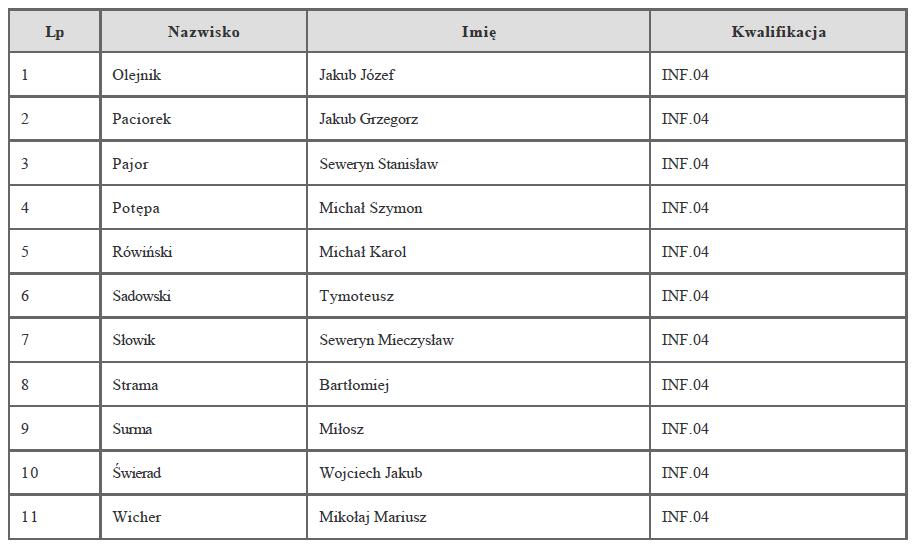 Lp Nazwisko Imię Kwalifikacja
1 Olejnik Jakub Józef INF.04
2 Paciorek Jakub Grzegorz INF.04
3 Pajor Seweryn Stanisław INF.04
4 Potępa Michał Szymon INF.04
5 Rówiński Michał Karol INF.04
6 Sadowski Tymoteusz INF.04
7 Słowik Seweryn Mieczysław INF.04
8 Strama Bartłomiej INF.04
9 Surma Miłosz INF.04
10 Świerad Wojciech Jakub INF.04
11 Wicher Mikołaj Mariusz INF.04